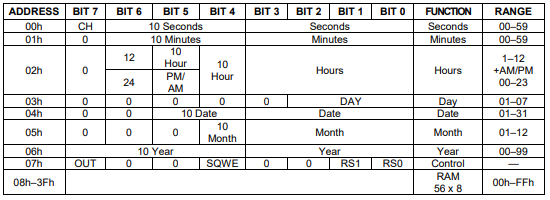 ADDRESS BIT 7 BIT 6 BIT 5 BIT 4 BIT 3 BIT 2 BIT 1 BIT 0 FUNCTION RANGE
00h CH 10 Seconds Seconds Seconds 00–59
01h 0 10 Minutes Minutes Minutes 00–59
02h 0 12 10 Hour 10 Hour Hours Hours 1–12 +AM/PM 00–23
24 PM/AM
03h 0 0 0 0 0 DAY Day 01–07
04h 0 0 10 Date Date Date 01–31
05h 0 0 0 10 Month Month Month 01–12
06h 10 Year Year Year 00–99
07h OUT 0 0 SQWE 0 0 RS1 RS0 Control —
08h–3Fh RAM 56 x 8 00h–FFh